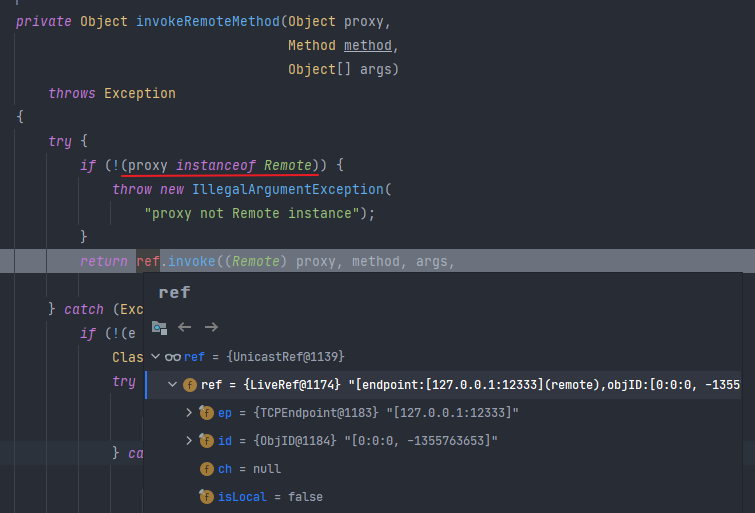 private Object invokeRemoteMethod(Object proxy,
Method method,
Object[] args)
throws Exception
{
try {
if (!(proxy instanceof Remote)) {
throw new IllegalArgumentException(
"proxy not Remote instance");
}
return ref.invoke((Remote) proxy, method, args,
} catch (Exc
if (!(e
Clas
try
} ca
ref
ref = {UnicastRef@1139}
f ref = {LiveRef@1174} "[endpoint:[127.0.0.1:12333](remote),objID:[0:0:0, -1355
f ep = {TCPEndpoint@1183} "[127.0.0.1:12333]"
f id = {ObjID@1184} "[0:0:0, -1355763653]"
f ch = null
f isLocal = false